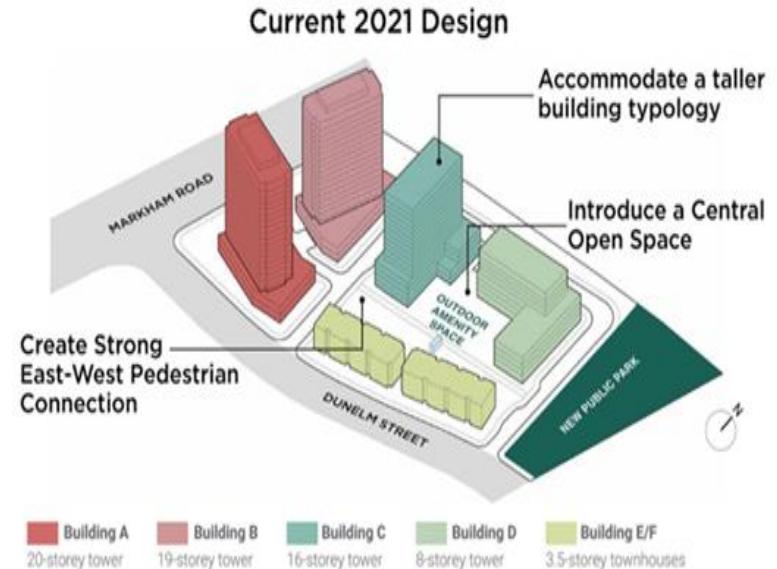 Current 2021 Design
Accommodate a taller
building typology
MARKHAM ROAD
Introduce a Central
Open Space
OUTDOOR
AMENITY
SPACE
Create Strong
East-West Pedestrian
Connection
NEW PUBLIC PARK
DUNELM STREET
N
Building A
20-storey tower
Building B
19-storey tower
Building C
16-storey tower
Building D
8-storey tower
Building E/F
3.5-storey townhouses